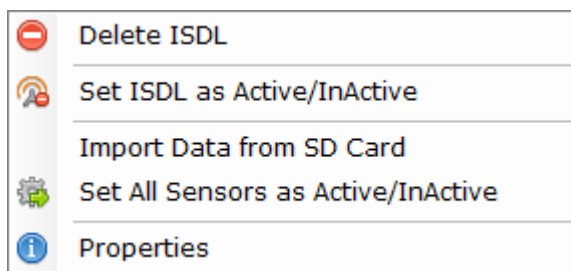 Delete ISDL
Set ISDL as Active/InActive
Import Data from SD Card
Set All Sensors as Active/InActive
Properties